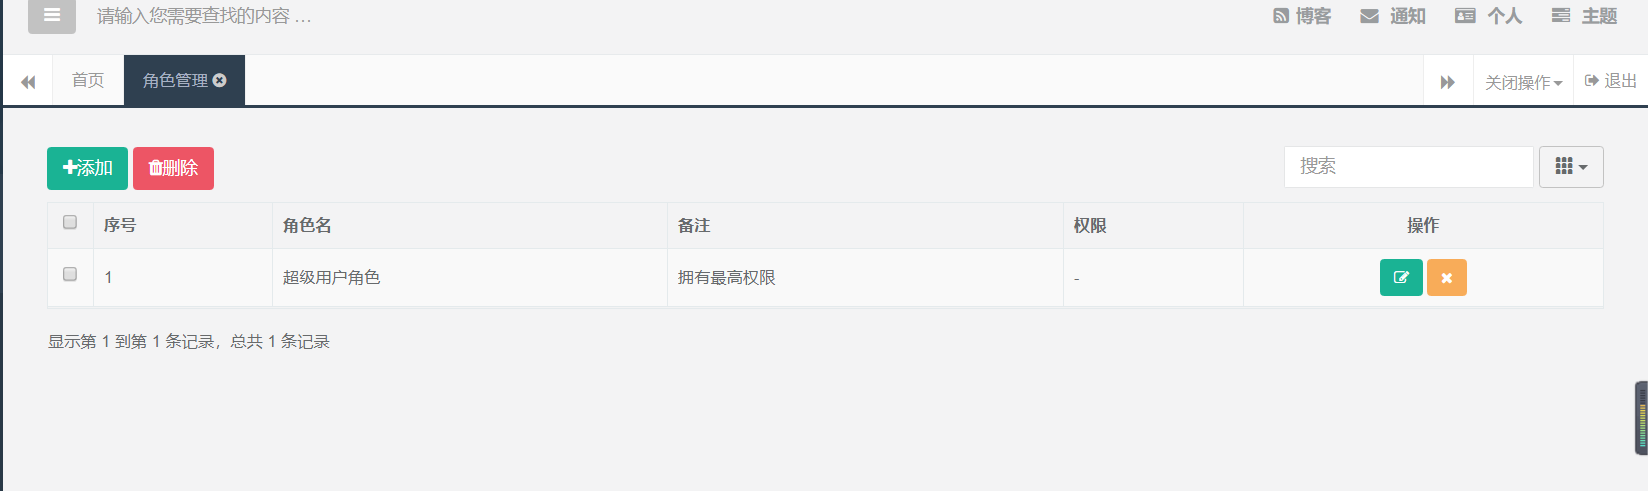 请输入您需要查找的内容 …
博客 通知 个人 主题
首页 角色管理 关闭操作 退出
添加 删除 搜索
序号 角色名 备注 权限 操作
1 超级用户角色 拥有最高权限 -
显示第 1 到第 1 条记录，总共 1 条记录